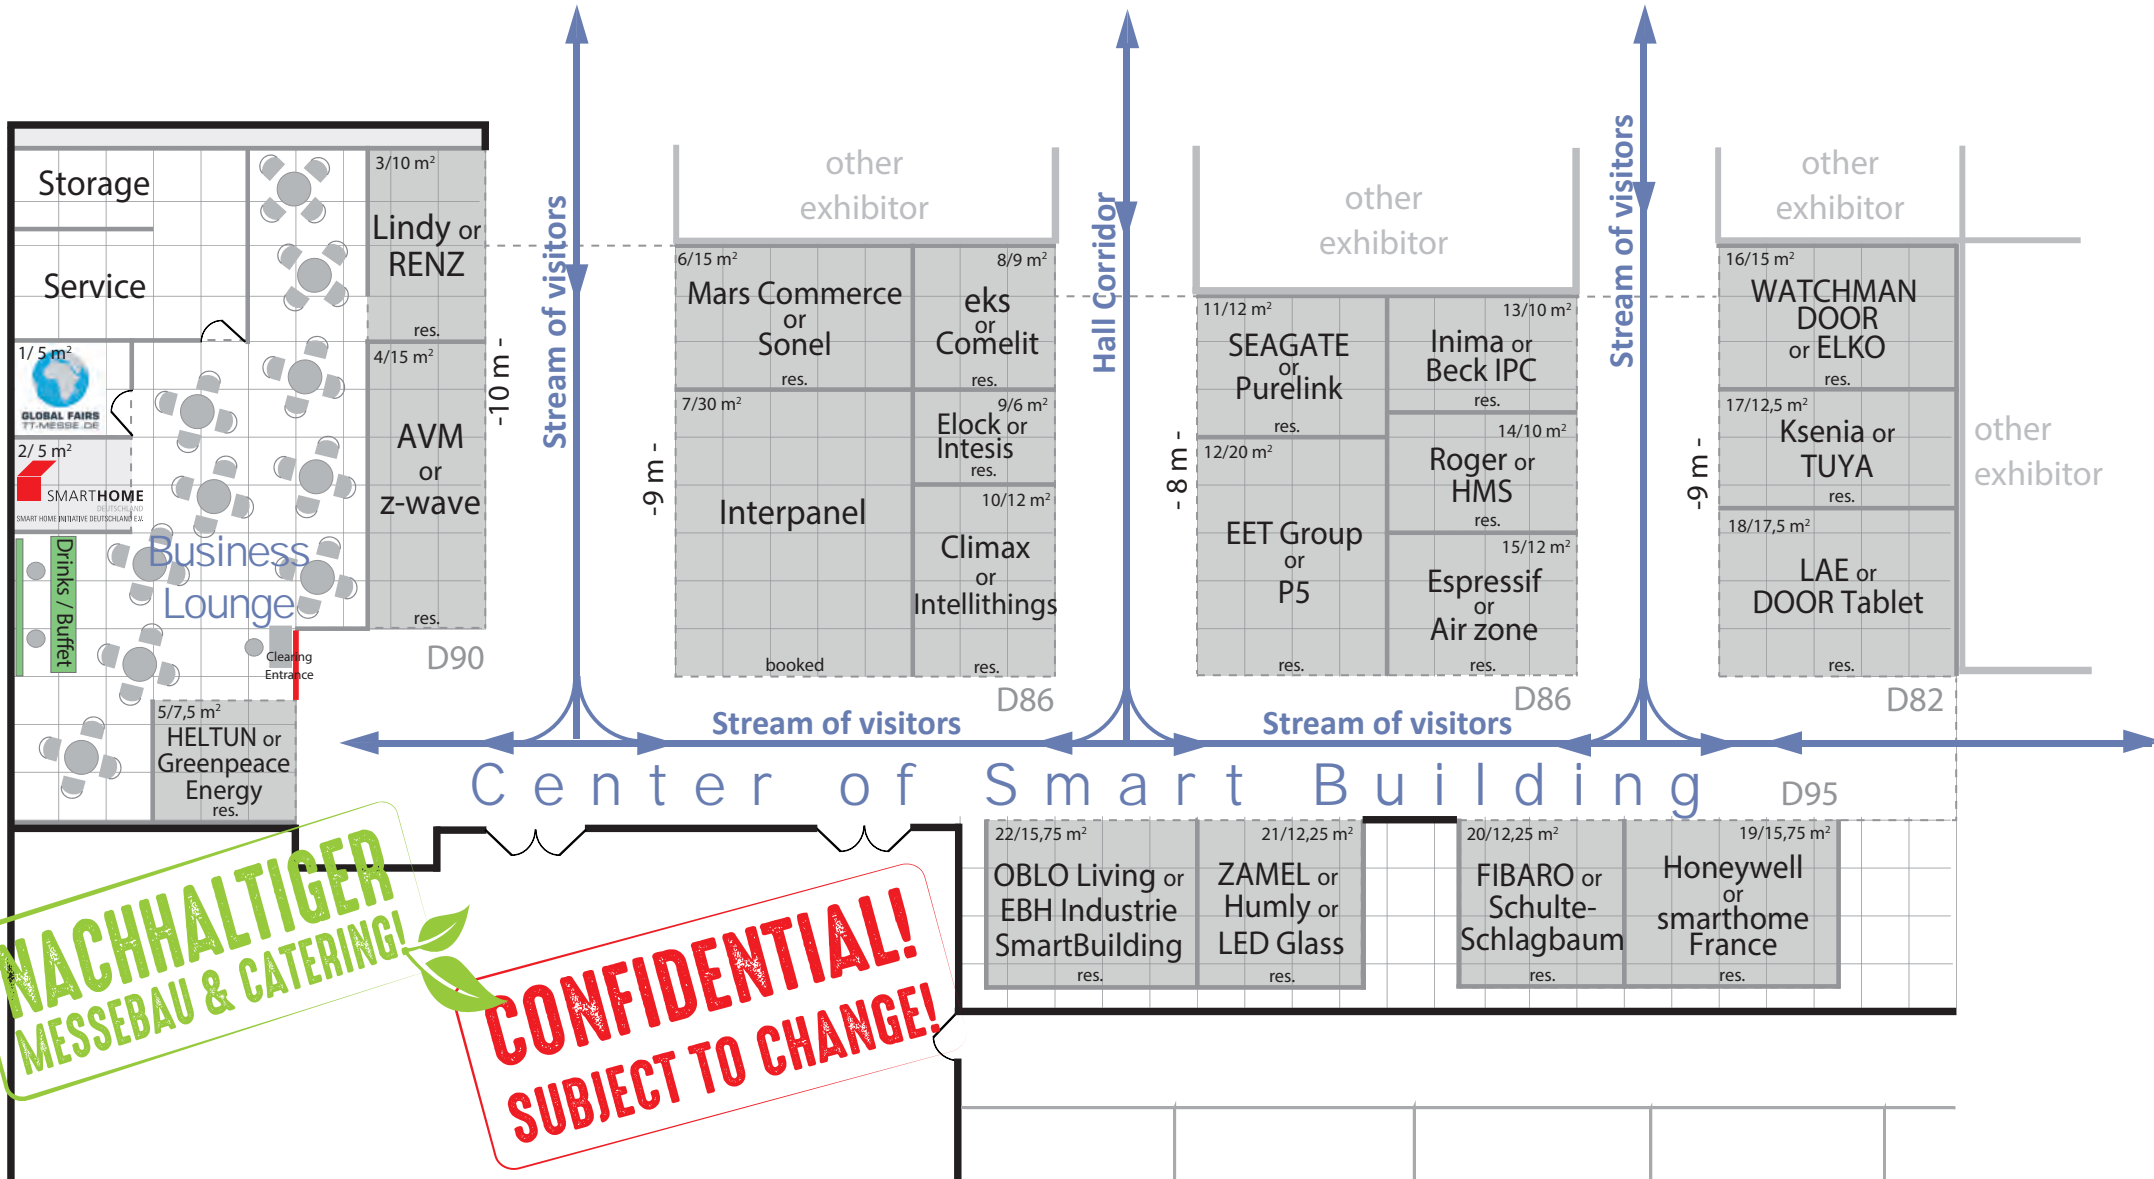 Storage
Service
1/ 5 m²
GLOBAL FAIRS
TT-MESSE.DE
2/ 5 m²
SMARTHOME
DEUTSCHLAND
SMART HOME INITIATIVE DEUTSCHLAND E.V.
Drinks / Buffet
Business
Lounge
Clearing
Entrance
3/10 m²
Lindy or
RENZ
res.
4/15 m²
AVM
or
z-wave
res.
D90
5/7,5 m²
HELTUN or
Greenpeace
Energy
res.
-10 m -
Stream of visitors
other
exhibitor
6/15 m²
Mars Commerce
or
Sonel
res.
7/30 m²
Interpanel
booked
8/9 m²
eks
or
Comelit
res.
9/6 m²
Elock or
Intesis
res.
10/12 m²
Climax
or
Intellithings
res.
-9 m -
D86
Hall Corridor
other
exhibitor
11/12 m²
SEAGATE
or
Purelink
res.
12/20 m²
EET Group
or
P5
res.
13/10 m²
Inima or
Beck IPC
res.
14/10 m²
Roger or
HMS
res.
15/12 m²
Espressif
or
Air zone
res.
- 8 m -
D86
Stream of visitors
other
exhibitor
16/15 m²
WATCHMAN
DOOR
or ELKO
res.
17/12,5 m²
Ksenia or
TUYA
res.
18/17,5 m²
LAE or
DOOR Tablet
res.
-9 m -
D82
other
exhibitor
Stream of visitors
Stream of visitors
Center of Smart Building
D95
22/15,75 m²
OBLO Living or
EBH Industrie
SmartBuilding
res.
21/12,25 m²
ZAMEL or
Humly or
LED Glass
res.
20/12,25 m²
FIBARO or
Schulte-
Schlagbaum
res.
19/15,75 m²
Honeywell
or
smarthome
France
res.
NACHHALTIGER
MESSEBAU & CATERING!
CONFIDENTIAL!
SUBJECT TO CHANGE!